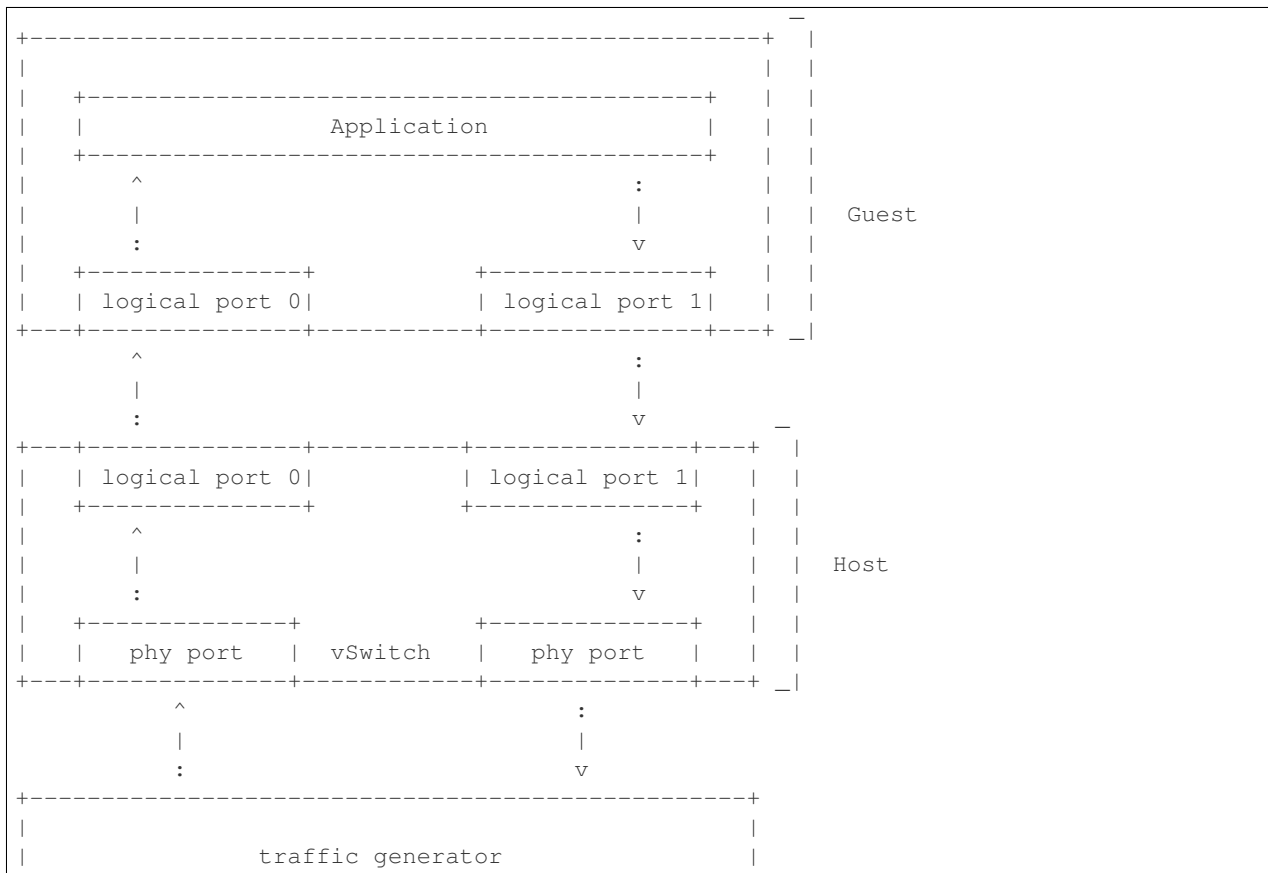 Application
Guest
logical port 0 logical port 1
logical port 0 logical port 1
Host
phy port vSwitch phy port
traffic generator